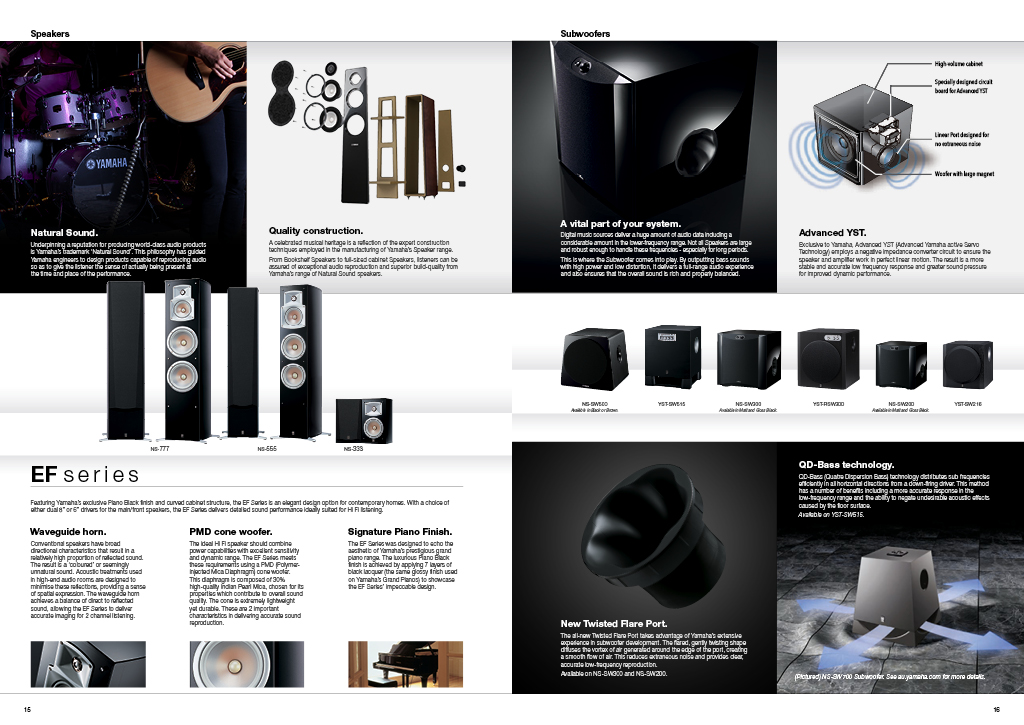 Speakers
YAMAHA
Natural Sound.
Underpinning a reputation for producing world-class audio products
is Yamaha's trademark 'Natural Sound'. This philosophy has guided
Yamaha engineers to design products capable of reproducing audio
so as to give the listener the sense of actually being present at
the time and place of the performance.
Quality construction.
A celebrated musical heritage is a reflection of the expert construction
techniques employed in the manufacturing of Yamaha's Speaker range.
From Bookshelf Speakers to full-sized cabinet Speakers, listeners can be
assured of exceptional audio reproduction and superior build-quality from
Yamaha's range of Natural Sound speakers.
NS-777
NS-555
NS-333
EF series
Featuring Yamaha's exclusive Piano Black finish and curved cabinet structure, the EF Series is an elegant design option for contemporary homes. With a choice of
either dual 5" or 6" drivers for the main/front speakers, the EF Series delivers detailed sound performance ideally suited for Hi Fi listening.
Waveguide horn.
Conventional speakers have broad
directional characteristics that result in a
relatively high proportion of reflected sound.
The result is a 'coloured' or seemingly
unnatural sound. Acoustic treatments used
in high-end audio rooms are designed to
minimise these reflections, providing a sense
of spatial expression. The waveguide horn
achieves a balance of direct to reflected
sound, allowing the EF Series to deliver
accurate imaging for 2 channel listening.
PMD cone woofer.
The ideal Hi Fi speaker should combine
power capabilities with excellent sensitivity
and dynamic range. The EF Series meets
these requirements using a PMD (Polymer-
Injected Mica Diaphragm) cone woofer.
This diaphragm is composed of 30%
high-quality Indian Pearl Mica, chosen for its
properties which contribute to overall sound
quality. The cone is extremely lightweight
yet durable. These are 2 important
characteristics in delivering accurate sound
reproduction.
Signature Piano Finish.
The EF Series was designed to echo the
aesthetic of Yamaha's prestigious grand
piano range. The luxurious Piano Black
finish is achieved by applying 7 layers of
black lacquer (the same glossy finish used
on Yamaha's Grand Pianos) to showcase
the EF Series' impeccable design.
15
Subwoofers
A vital part of your system.
Digital music sources deliver a huge amount of audio data including a
considerable amount in the lower-frequency range. Not all Speakers are large
and robust enough to handle these frequencies - especially for long periods.
This is where the Subwoofer comes into play. By outputting bass sounds
with high power and low distortion, it delivers a full-range audio experience
and also ensures that the overall sound is rich and properly balanced.
High-volume cabinet
Specially designed circuit
board for Advanced YST
Linear Port designed for
no extraneous noise
Woofer with large magnet
Advanced YST.
Exclusive to Yamaha, Advanced YST (Advanced Yamaha active Servo
Technology) employs a negative impedance converter circuit to ensure the
speaker and amplifier work in perfect linear motion. The result is a more
stable and accurate low frequency response and greater sound pressure
for improved dynamic performance.
NS-SW500
Available in Black or Brown.
YST-SW515
NS-SW300
Available in Matt and Gloss Black.
YST-RSW300
NS-SW200
Available in Matt and Gloss Black.
YST-SW216
New Twisted Flare Port.
The all-new Twisted Flare Port takes advantage of Yamaha's extensive
experience in subwoofer development. The flared, gently twisting shape
diffuses the vortex of air generated around the edge of the port, creating
a smooth flow of air. This reduces extraneous noise and provides clear,
accurate low-frequency reproduction.
Available on NS-SW300 and NS-SW200.
QD-Bass technology.
QD-Bass (Quatre Dispersion Bass) technology distributes sub frequencies
efficiently in all horizontal directions from a down-firing driver. This method
has a number of benefits including a more accurate response in the
low-frequency range and the ability to negate undesirable acoustic effects
caused by the floor surface.
Available on YST-SW515.
(Pictured) NS-SW700 Subwoofer. See au.yamaha.com for more details.
16